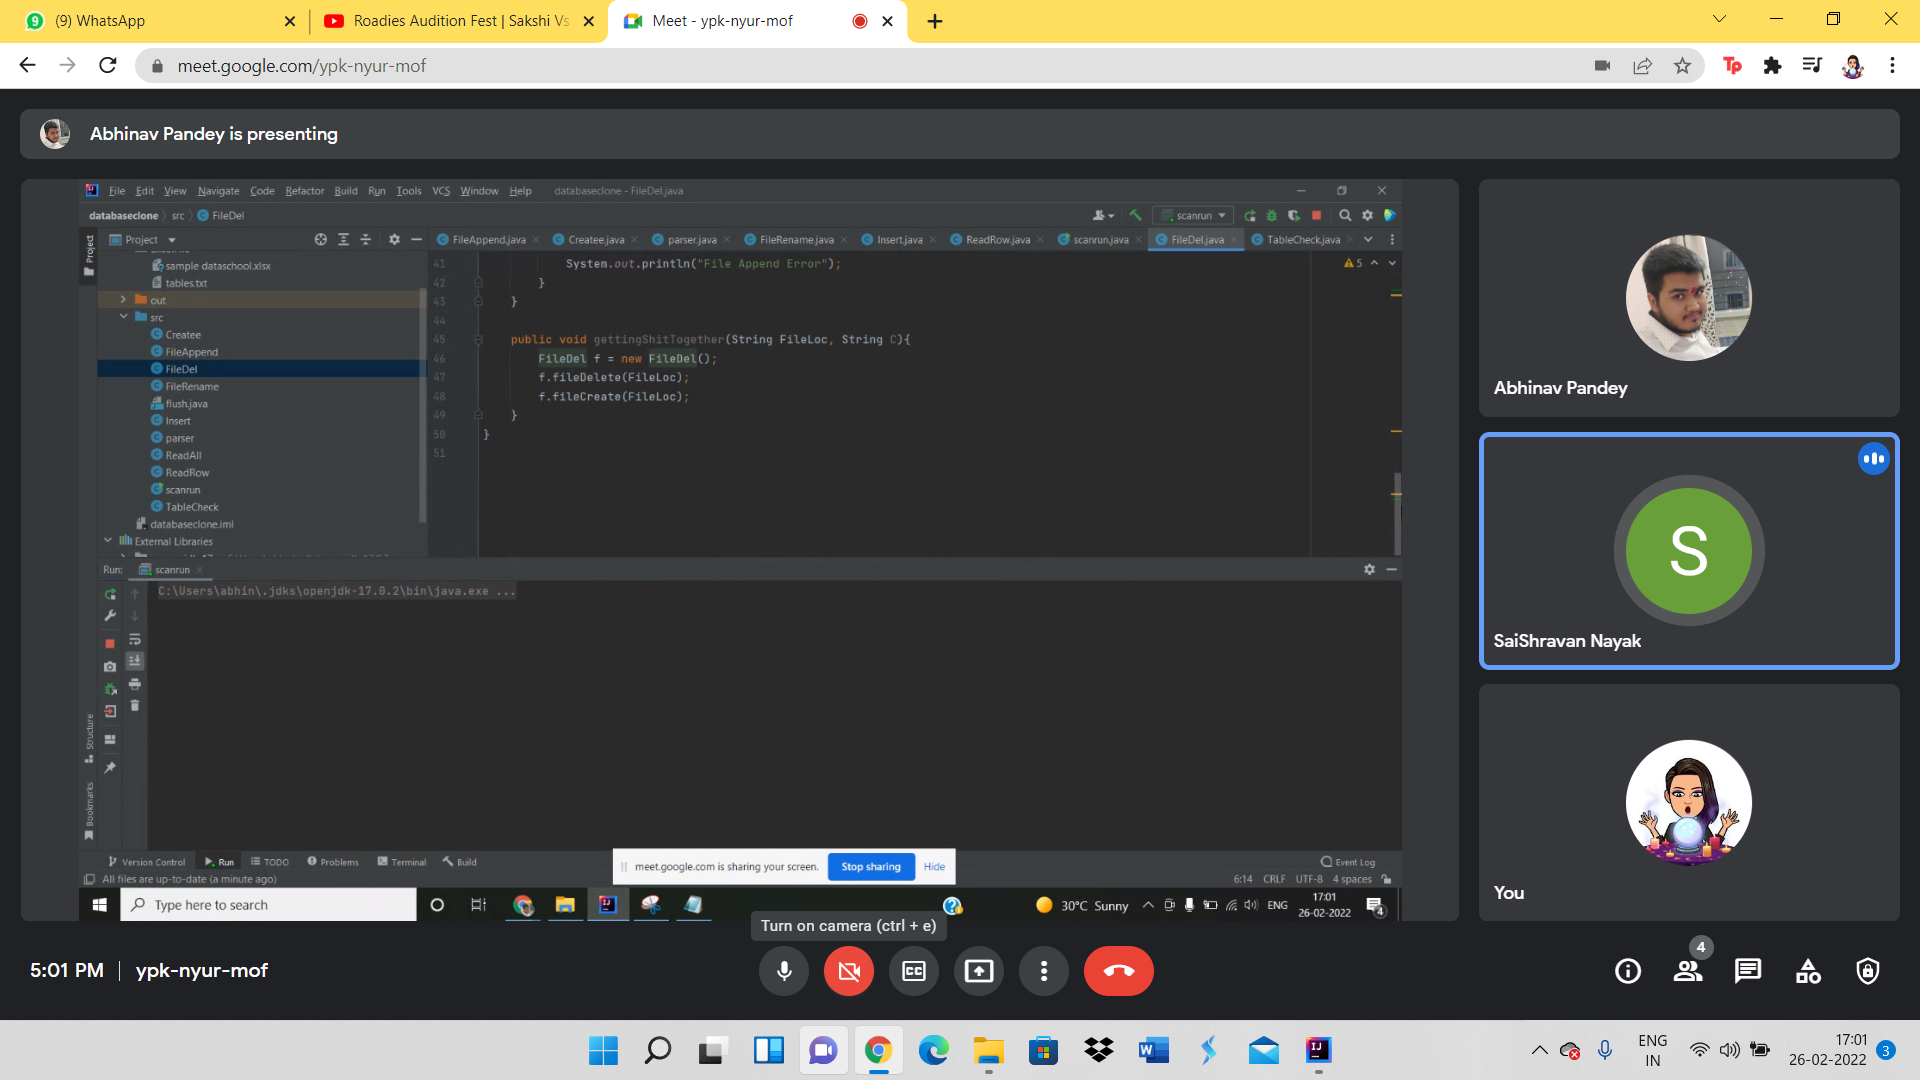 (9) WhatsApp
Roadies Audition Fest | Sakshi Vs
Meet - ypk-nyur-mof
meet.google.com/ypk-nyur-mof
Abhinav Pandey is presenting
File Edit View Navigate Code Refactor Build Run Tools VCS Window Help databaseclone - FileDel.java
databaseclone src FileDel
scanrun
Project
FileAppend.java Createe.java parser.java FileRename.java Insert.java ReadRow.java scanrun.java FileDel.java TableCheck.java
sample dataschool.xlsx
tables.txt
out
src
Createe
FileAppend
FileDel
FileRename
flush.java
Insert
parser
ReadAll
ReadRow
scanrun
TableCheck
databaseclone.iml
External Libraries
41 System.out.println("File Append Error");
42 }
43 }
44
45 public void gettingShitTogether(String FileLoc, String C){
46 FileDel f = new FileDel();
47 f.fileDelete(FileLoc);
48 f.fileCreate(FileLoc);
49 }
50 }
51
5
Project
Structure
Bookmarks
Run: scanrun
C:\Users\abhin\.jdks\openjdk-17.0.2\bin\java.exe ...
Version Control Run TODO Problems Terminal Build
Event Log
All files are up-to-date (a minute ago)
6:14 CRLF UTF-8 4 spaces
meet.google.com is sharing your screen. Stop sharing Hide
Type here to search
30°C Sunny
ENG
17:01
26-02-2022
4
Abhinav Pandey
S
SaiShravan Nayak
You
Turn on camera (ctrl + e)
5:01 PM | ypk-nyur-mof
4
ENG
IN
17:01
26-02-2022
3